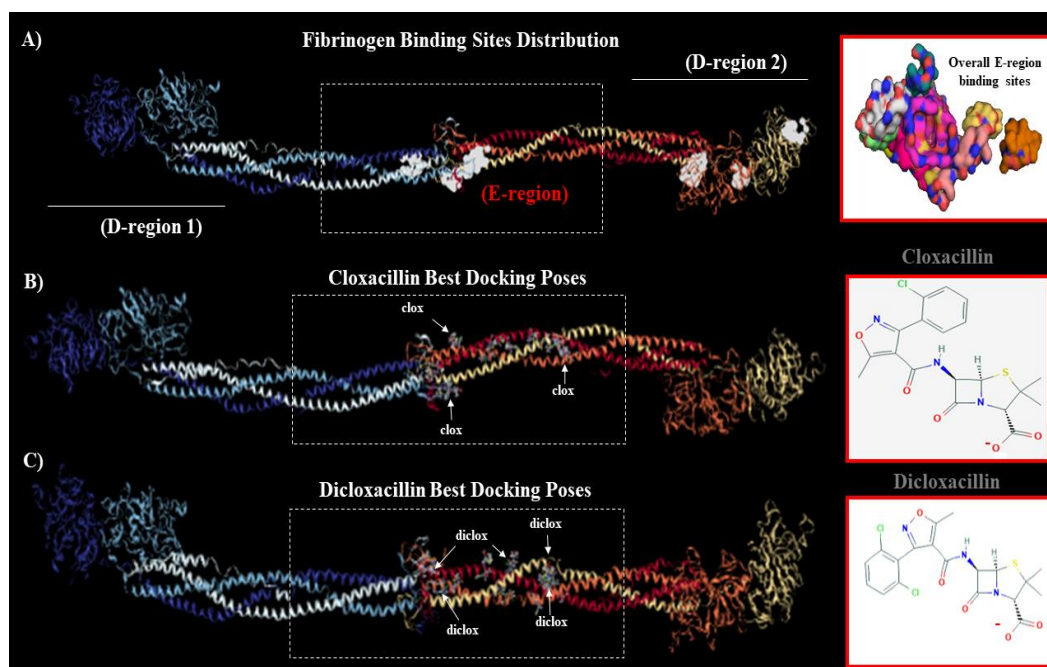 A)
Fibrinogen Binding Sites Distribution
(D-region 2)
Overall E-region
binding sites
(E-region)
(D-region 1)
B)
Cloxacillin Best Docking Poses
clox
clox
clox
Cloxacillin
Cl
N
O
O
N
H
H
S
O
N
O
-
O
C)
Dicloxacillin Best Docking Poses
diclox
diclox
diclox
diclox
Dicloxacillin
O
N
Cl
Cl
O
H
N
H
S
O
N
O
-
O